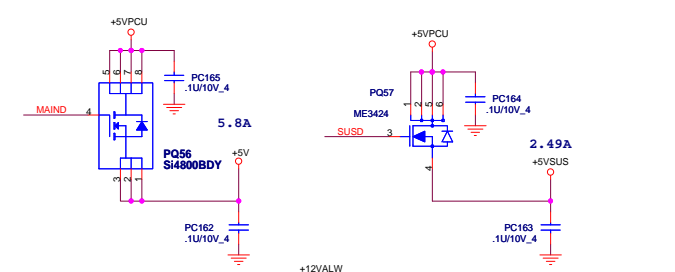 +5VPCU
5 6 7 8
PC165
.1U/10V_4
MAIND
4
5.8A
PQ56
Si4800BDY
+5V
3 2 1
PC162
.1U/10V_4
+5VPCU
PQ57
ME3424
1 2 5 6
PC164
.1U/10V_4
SUSD
3
2.49A
+5VSUS
4
PC163
.1U/10V_4
+12VALW